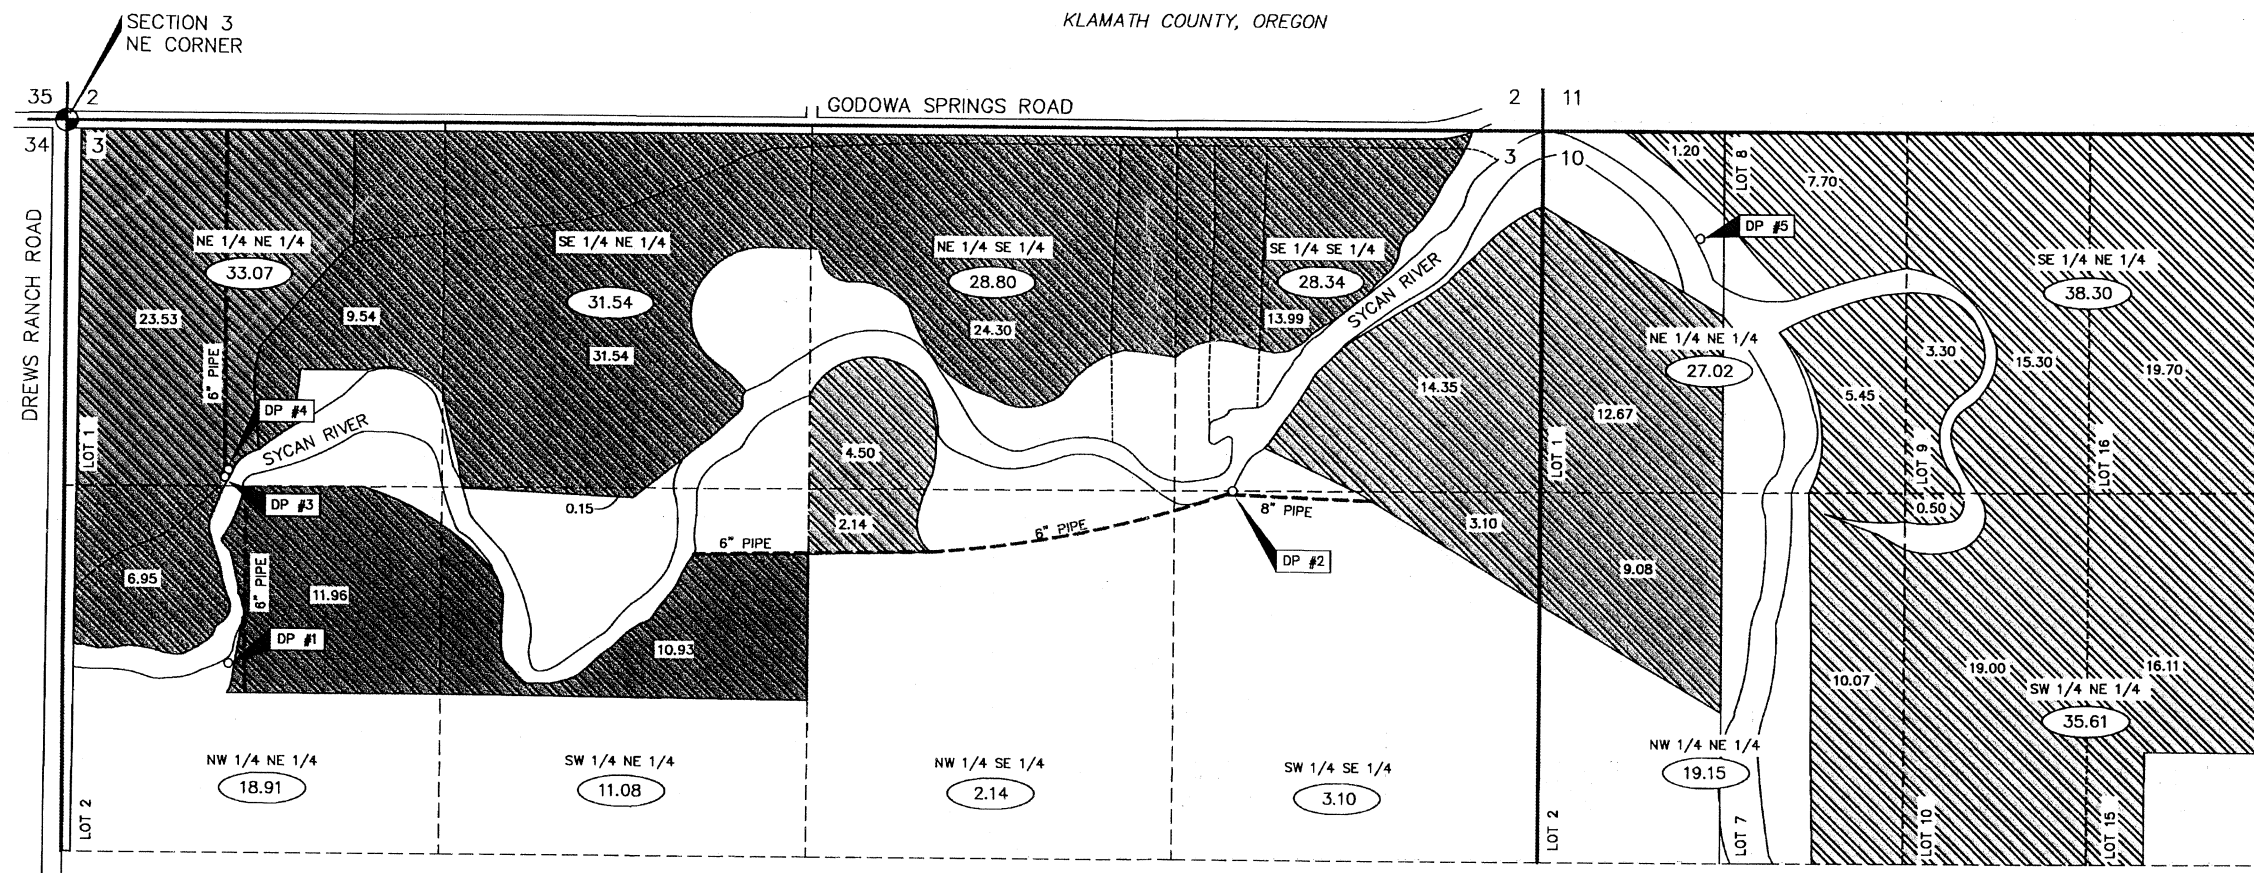 KLAMATH COUNTY, OREGON
SECTION 3
NE CORNER
35
2
GODOWA SPRINGS ROAD
2
11
34
3
3
10
1.20
LOT 8
7.70
DREWS RANCH ROAD
NE 1/4 NE 1/4
33.07
SE 1/4 NE 1/4
31.54
NE 1/4 SE 1/4
28.80
SE 1/4 SE 1/4
28.34
DP #5
SE 1/4 NE 1/4
38.30
23.53
9.54
31.54
24.30
13.99
SYCAN RIVER
NE 1/4 NE 1/4
27.02
3.30
15.30
19.70
6" PIPE
14.35
12.67
5.45
DP #4
SYCAN RIVER
LOT 1
4.50
LOT 1
LOT 9
LOT 16
DP #3
0.15
2.14
8" PIPE
3.10
0.50
6" PIPE
6" PIPE
DP #2
6.95
8" PIPE
11.96
9.08
DP #1
10.93
10.07
19.00
16.11
SW 1/4 NE 1/4
35.61
NW 1/4 NE 1/4
18.91
SW 1/4 NE 1/4
11.08
NW 1/4 SE 1/4
2.14
SW 1/4 SE 1/4
3.10
NW 1/4 NE 1/4
19.15
LOT 2
LOT 2
LOT 7
LOT 10
LOT 15